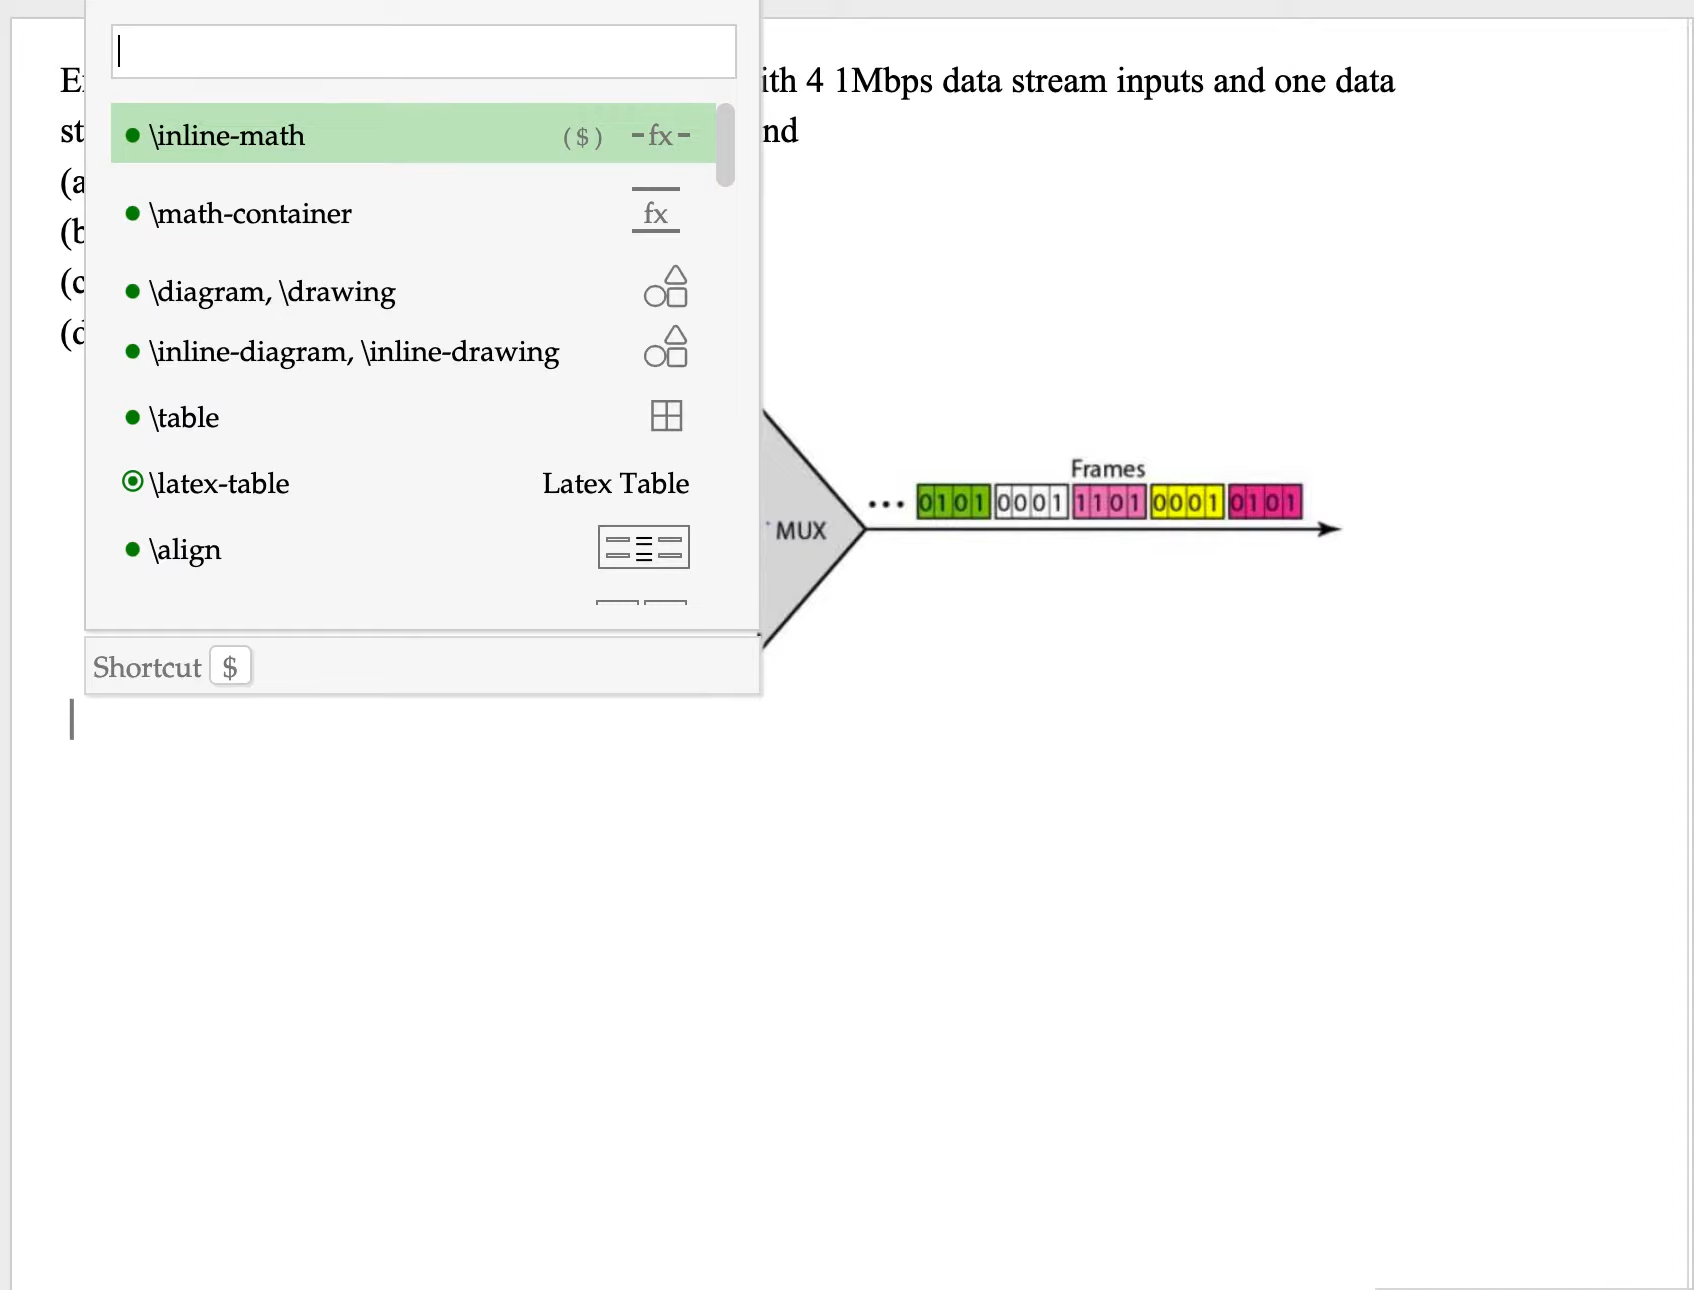 ith 4 1Mbps data stream inputs and one data
st
nd
(a
(b
(c
(d
\inline-math ($) -fx-
\math-container fx
\diagram, \drawing
\inline-diagram, \inline-drawing
\table
\latex-table Latex Table
\align
Shortcut $
Frames
... 0101 0001 1101 0001 0101
MUX